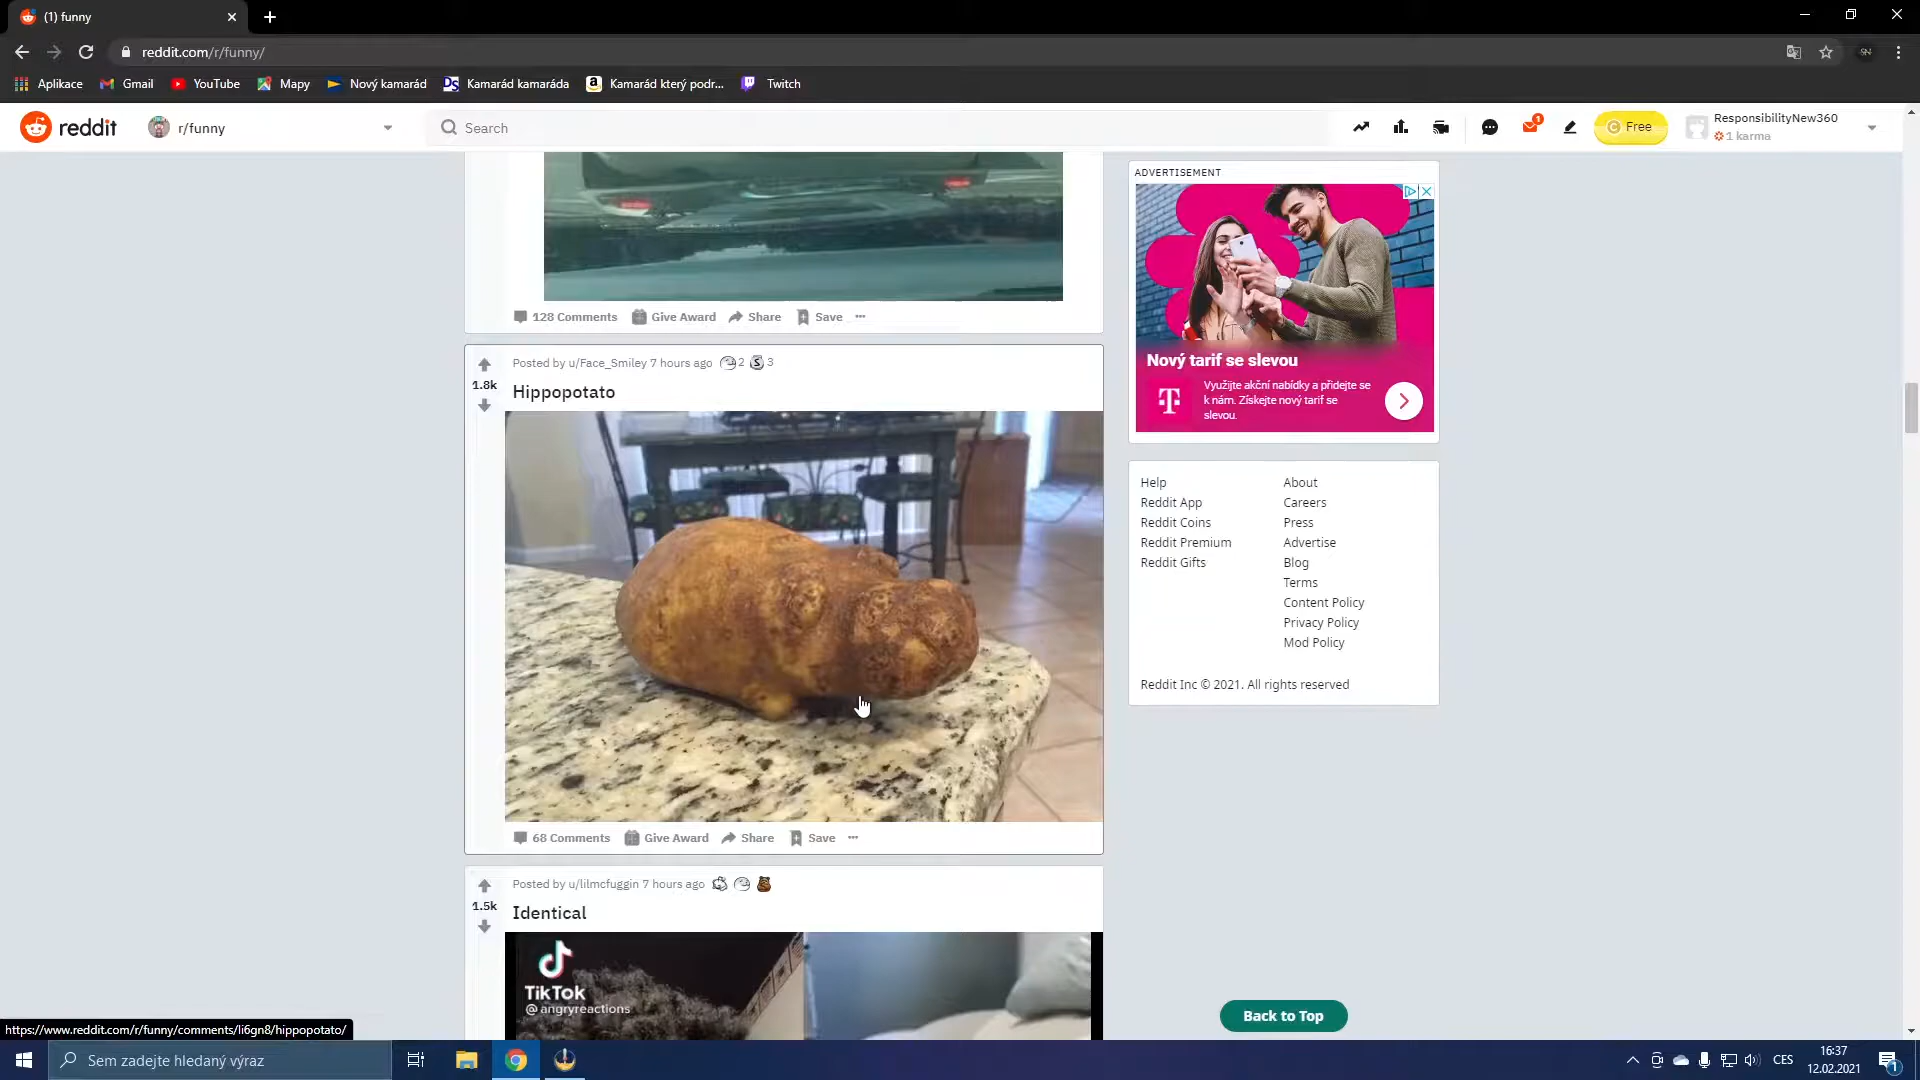 (1) funny
reddit.com/r/funny/
Aplikace
Gmail
YouTube
Mapy
Nový kamarád
Kamarád kamaráda
Kamarád který podr...
Twitch
reddit
r/funny
Search
1
Free
ResponsibilityNew360
1 karma
128 Comments
Give Award
Share
Save
1.8k
Posted by u/Face_Smiley 7 hours ago
2
3
Hippopotato
68 Comments
Give Award
Share
Save
1.5k
Posted by u/lilmcfuggin 7 hours ago
Identical
TikTok
@angryreactions
ADVERTISEMENT
Nový tarif se slevou
T
Využijte akční nabídky a přidejte se
k nám. Získejte nový tarif se
slevou.
Help
Reddit App
Reddit Coins
Reddit Premium
Reddit Gifts
About
Careers
Press
Advertise
Blog
Terms
Content Policy
Privacy Policy
Mod Policy
Reddit Inc © 2021. All rights reserved
Back to Top
https://www.reddit.com/r/funny/comments/li6gn8/hippopotato/
Sem zadejte hledaný výraz
CES
16:37
12.02.2021
1